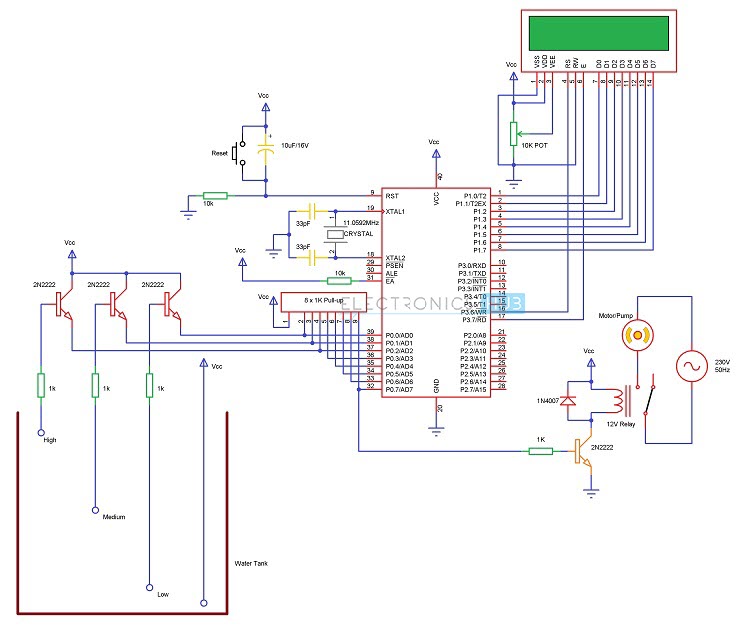 VSS VDD VEE RS RW E D0 D1 D2 D3 D4 D5 D6 D7
1 2 3 4 5 6 7 8 9 10 11 12 13 14
Vcc
10K POT
Vcc
Reset
10uF/16V
10k
Vcc
40
VCC
9 RST P1.0/T2 1
19 XTAL1 P1.1/T2EX 2
P1.2 3
P1.3 4
P1.4 5
P1.5 6
P1.6 7
P1.7 8
33pF
1
11.0592MHz
CRYSTAL
33pF
2
18 XTAL2
29 PSEN P3.0/RXD 10
30 ALE P3.1/TXD 11
31 EA P3.2/INT0 12
P3.3/INT1 13
P3.4/T0 14
P3.5/T1 15
P3.6/WR 16
P3.7/RD 17
Vcc
10k
Vcc
8 x 1K Pull-up
1 2 3 4 5 6 7 8 9
39 P0.0/AD0 P2.0/A8 21
38 P0.1/AD1 P2.1/A9 22
37 P0.2/AD2 P2.2/A10 23
36 P0.3/AD3 P2.3/A11 24
35 P0.4/AD4 P2.4/A12 25
34 P0.5/AD5 P2.5/A13 26
33 P0.6/AD6 P2.6/A14 27
32 P0.7/AD7 P2.7/A15 28
GND
20
Vcc
2N2222 2N2222 2N2222
1k 1k 1k
Vcc
High
Medium
Low
Water Tank
Motor/Pump
230V
50Hz
Vcc
1N4007
12V Relay
1K
2N2222